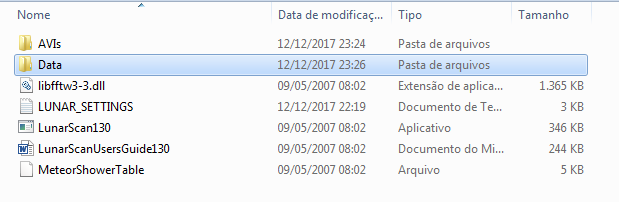 Nome Data de modificaç... Tipo Tamanho
AVIs 12/12/2017 23:24 Pasta de arquivos
Data 12/12/2017 23:26 Pasta de arquivos
libfftw3-3.dll 09/05/2007 08:02 Extensão de aplica... 1.365 KB
LUNAR_SETTINGS 12/12/2017 22:19 Documento de Te... 3 KB
LunarScan130 09/05/2007 08:02 Aplicativo 346 KB
LunarScanUsersGuide130 09/05/2007 08:02 Documento do Mi... 244 KB
MeteorShowerTable 09/05/2007 08:02 Arquivo 5 KB